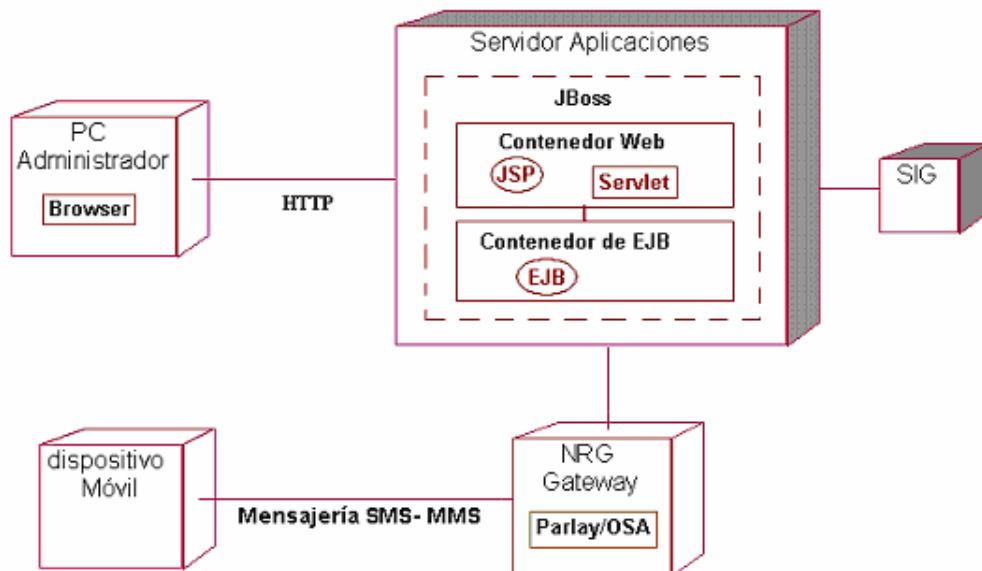 Servidor Aplicaciones
JBoss
Contenedor Web
JSP
Servlet
Contenedor de EJB
EJB
PC
Administrador
Browser
HTTP
SIG
dispositivo
Móvil
Mensajería SMS- MMS
NRG
Gateway
Parlay/OSA